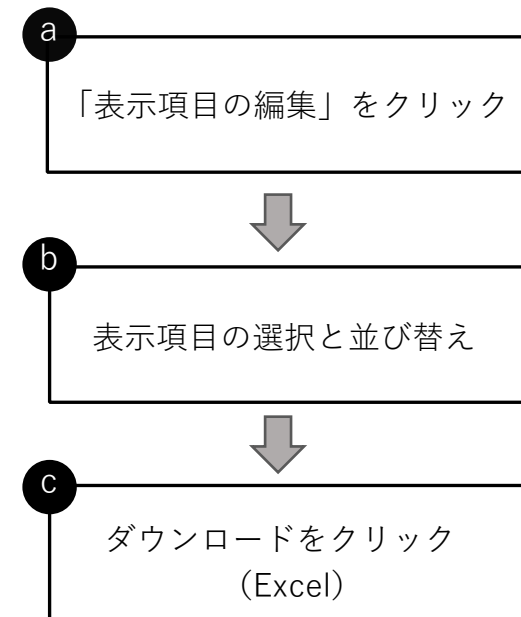 a
「表示項目の編集」をクリック
b
表示項目の選択と並び替え
c
ダウンロードをクリック
（Excel）